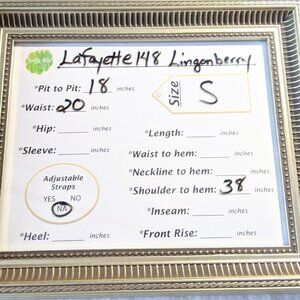 Lafayette 148 Lingenberry
*Pit to Pit: 18 inches
*Waist: 20 inches
*Hip: inches
*Sleeve: inches
Size
S
*Length: inches
*Waist to hem: inches
*Neckline to hem: inches
*Shoulder to hem: 38 inches
*Inseam: inches
*Front Rise: inches
Adjustable
Straps
YES NO
NA
*Heel: inches